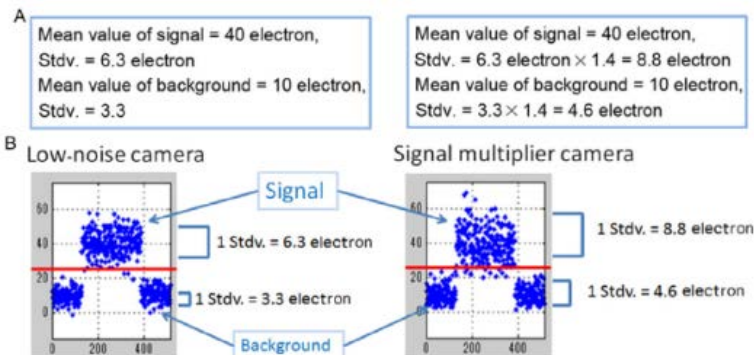 A
Mean value of signal = 40 electron,
Stdv. = 6.3 electron
Mean value of background = 10 electron,
Stdv. = 3.3
Mean value of signal = 40 electron,
Stdv. = 6.3 electron × 1.4 = 8.8 electron
Mean value of background = 10 electron,
Stdv. = 3.3 × 1.4 = 4.6 electron
B
Low-noise camera
Signal multiplier camera
Signal
60
40
20
0
0 200 400
1 Stdv. = 6.3 electron
1 Stdv. = 3.3 electron
Background
60
40
20
0
0 200 400
1 Stdv. = 8.8 electron
1 Stdv. = 4.6 electron